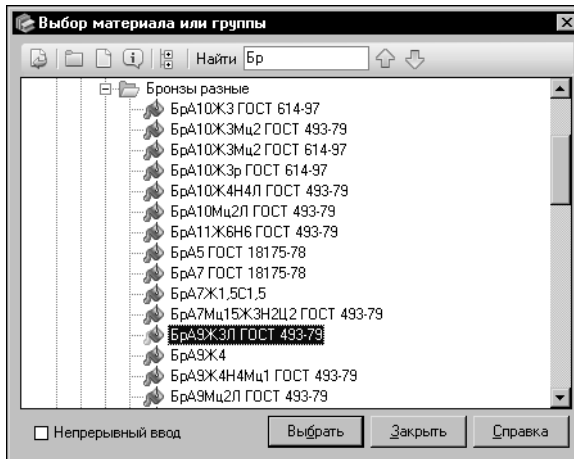 Выбор материала или группы
Найти Бр
Бронзы разные
БрА10Ж3 ГОСТ 614-97
БрА10Ж3Мц2 ГОСТ 493-79
БрА10Ж3Мц2 ГОСТ 614-97
БрА10Ж3р ГОСТ 614-97
БрА10Ж4Н4Л ГОСТ 493-79
БрА10Мц2Л ГОСТ 493-79
БрА11Ж6Н6 ГОСТ 493-79
БрА5 ГОСТ 18175-78
БрА7 ГОСТ 18175-78
БрА7Ж1,5С1,5
БрА7Мц15Ж3Н2Ц2 ГОСТ 493-79
БрА9Ж3Л ГОСТ 493-79
БрА9Ж4
БрА9Ж4Н4Мц1 ГОСТ 493-79
БрА9Мц2Л ГОСТ 493-79
Непрерывный ввод Выбрать Закрыть Справка